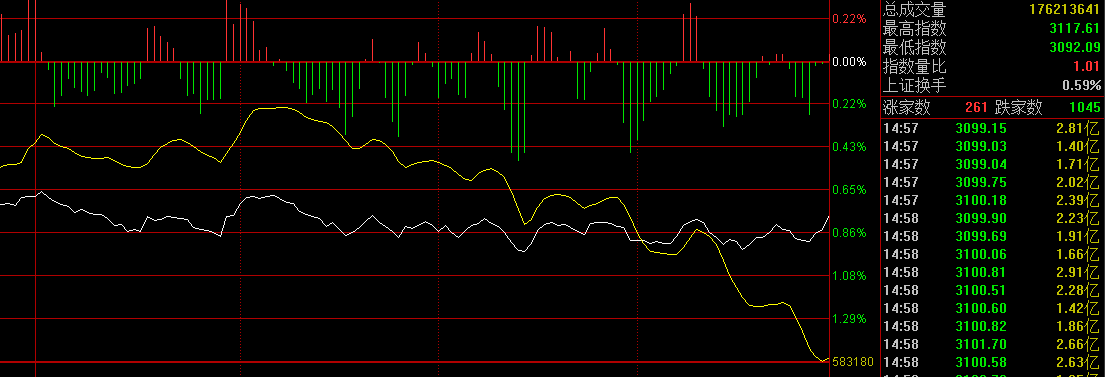 0.22%
0.00%
0.22%
0.43%
0.65%
0.86%
1.08%
1.29%
583180
总成交量 176213641
最高指数 3117.61
最低指数 3092.09
指数量比 1.01
上证换手 0.59%
涨家数 261 跌家数 1045
14:57 3099.15 2.81亿
14:57 3099.03 1.40亿
14:57 3099.04 1.71亿
14:57 3099.75 2.02亿
14:57 3100.18 2.39亿
14:58 3099.90 2.23亿
14:58 3099.69 1.91亿
14:58 3100.06 1.66亿
14:58 3100.81 2.91亿
14:58 3100.51 2.28亿
14:58 3100.60 1.42亿
14:58 3100.82 1.86亿
14:58 3101.70 2.66亿
14:58 3100.58 2.63亿